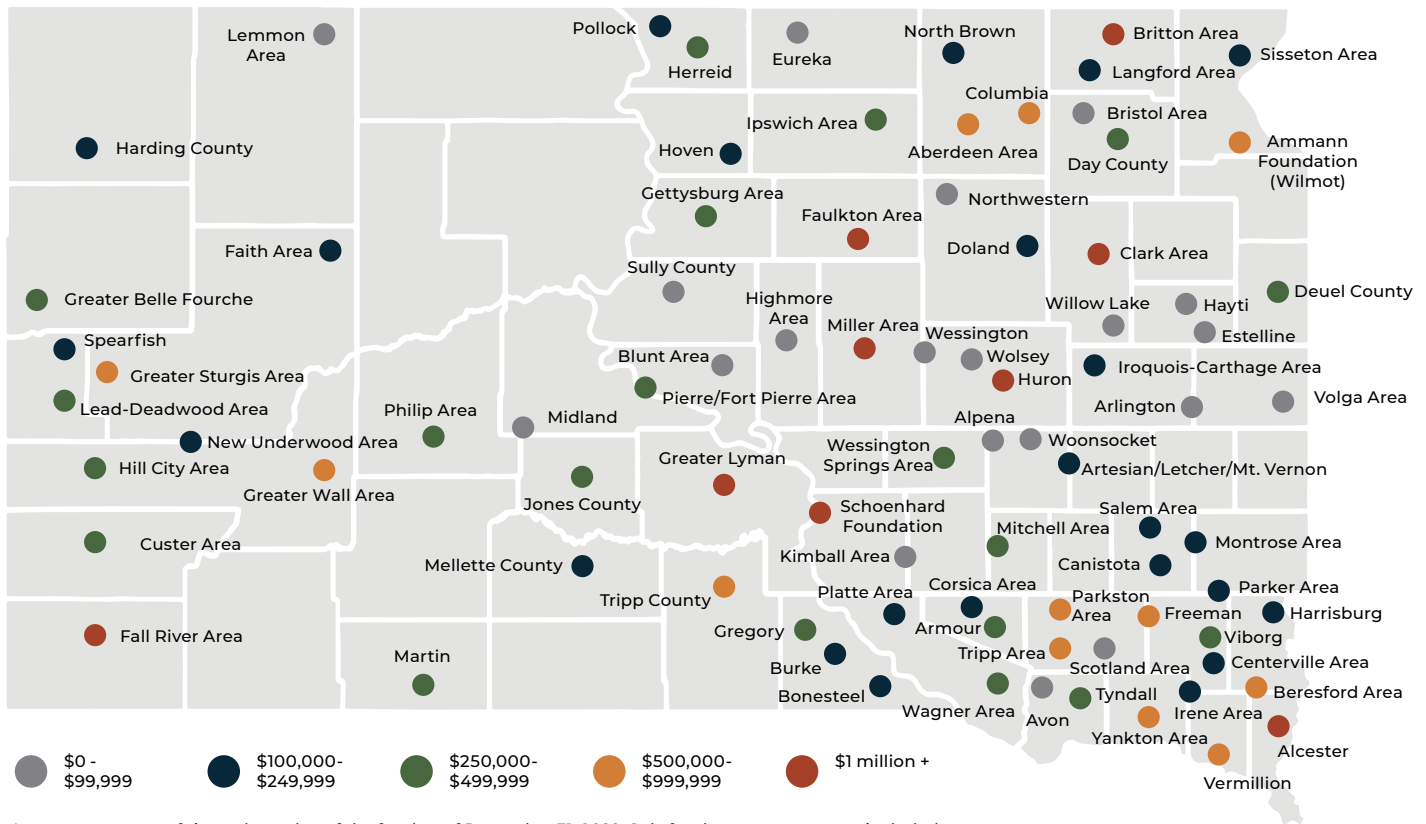 Lemmon
Area
Pollock
Herreid
Eureka
North Brown
Britton Area
Langford Area
Sisseton Area
Harding County
Hoven
Ipswich Area
Columbia
Aberdeen Area
Bristol Area
Day County
Ammann
Foundation
(Wilmot)
Gettysburg Area
Faulkton Area
Northwestern
Faith Area
Doland
Clark Area
Sully County
Greater Belle Fourche
Highmore
Area
Willow Lake
Hayti
Deuel County
Estelline
Spearfish
Miller Area
Wessington
Blunt Area
Wolsey
Iroquois-Carthage Area
Greater Sturgis Area
Huron
Pierre/Fort Pierre Area
Volga Area
Lead-Deadwood Area
Philip Area
Midland
Alpena
Arlington
New Underwood Area
Woonsocket
Hill City Area
Greater Wall Area
Greater Lyman
Wessington
Springs Area
Artesian/Letcher/Mt. Vernon
Jones County
Schoenhard
Foundation
Salem Area
Mitchell Area
Custer Area
Montrose Area
Kimball Area
Canistota
Mellette County
Corsica Area
Platte Area
Parkston
Area
Parker Area
Tripp County
Freeman
Harrisburg
Fall River Area
Gregory
Armour
Viborg
Martin
Burke
Tripp Area
Scotland Area
Centerville Area
Bonesteel
Wagner Area
Avon
Tyndall
Irene Area
Beresford Area
Yankton Area
Alcester
Vermillion
$0 -
$99,999
$100,000-
$249,999
$250,000-
$499,999
$500,000-
$999,999
$1 million +